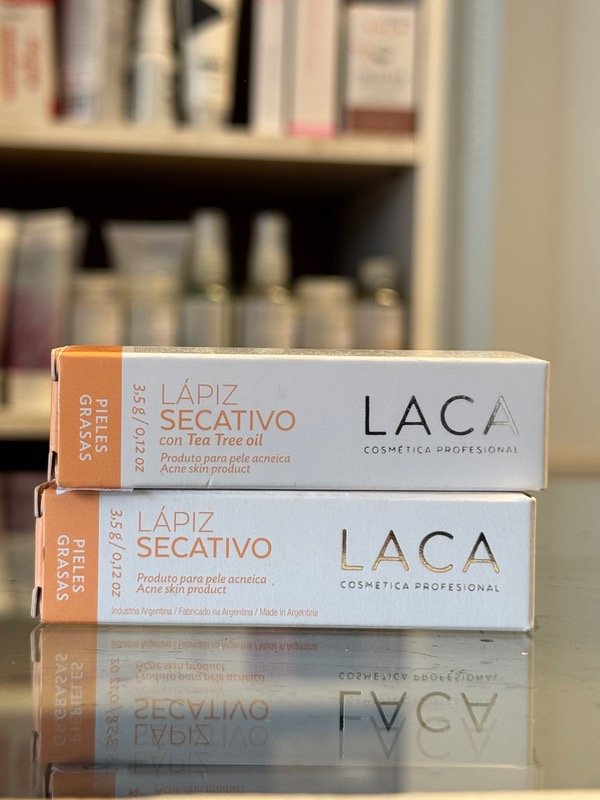 PIELES
GRASAS
3,5 g / 0,12 oz
LÁPIZ
SECATIVO
con Tea Tree oil
Produto para pele acneica
Acne skin product
LACA
COSMÉTICA PROFESIONAL
PIELES
GRASAS
3,5 g / 0,12 oz
LÁPIZ
SECATIVO
Produto para pele acneica
Acne skin product
Industria Argentina / Fabricado na Argentina / Made in Argentina
LACA
COSMÉTICA PROFESIONAL